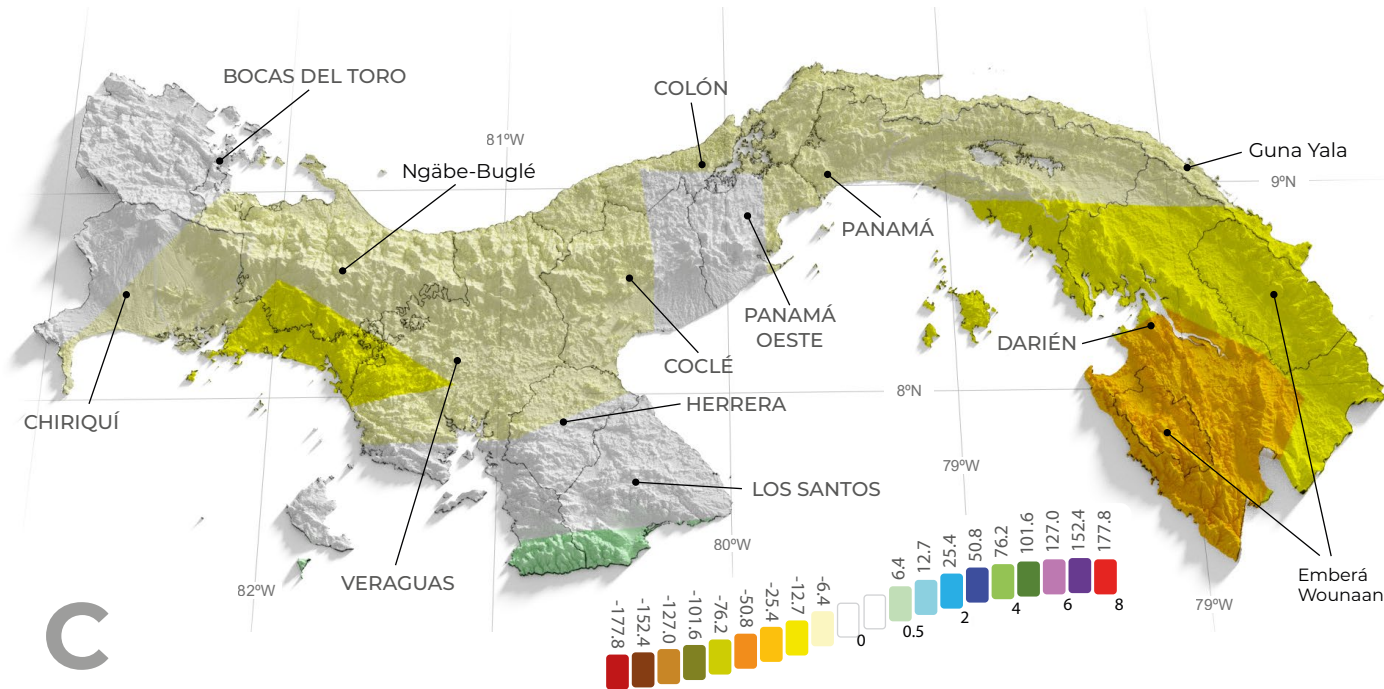 BOCAS DEL TORO
COLÓN
81ºW
Ngäbe-Buglé
Guna Yala
9ºN
PANAMÁ
PANAMÁ
OESTE
DARIÉN
COCLÉ
8ºN
HERRERA
CHIRIQUÍ
79ºW
LOS SANTOS
80ºW
VERAGUAS
82ºW
Emberá
Wounaan
79ºW
C
-177.8 -152.4 -127.0 -101.6 -76.2 -50.8 -25.4 -12.7 -6.4 6.4 12.7 25.4 50.8 76.2 101.6 127.0 152.4 177.8
0 0.5 2 4 6 8